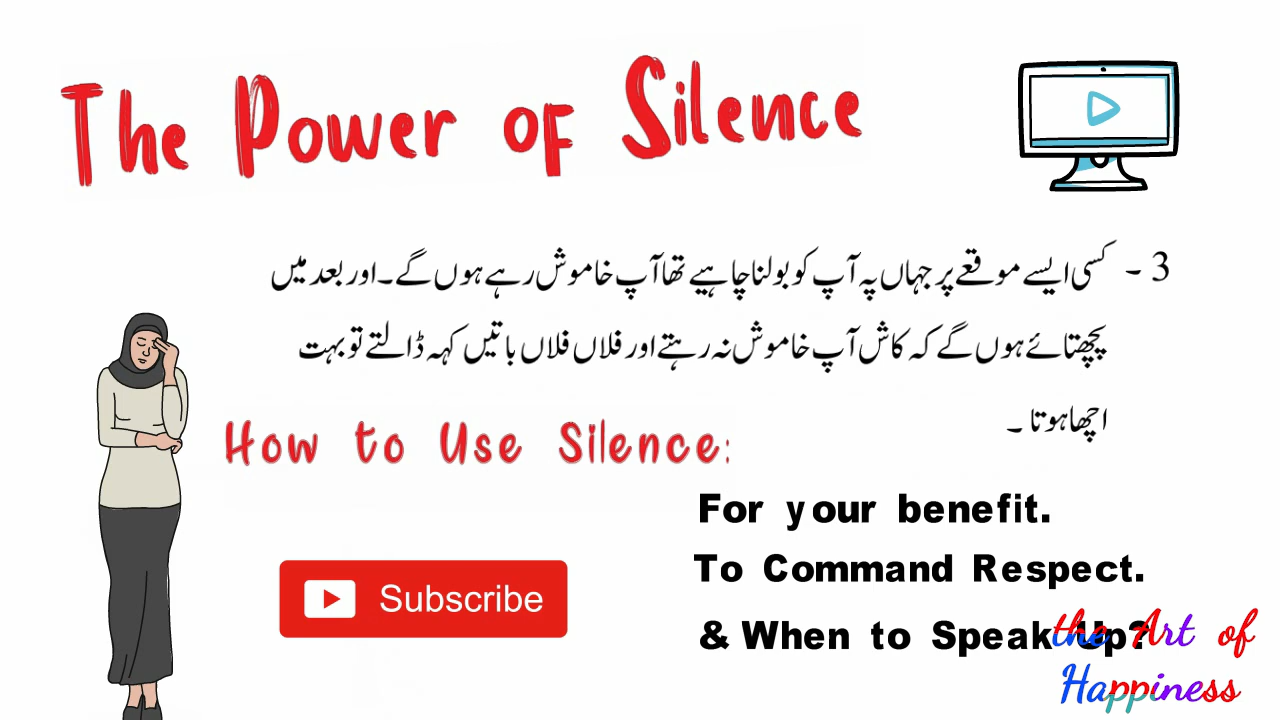 The Power of Silence
3 ۔ کسی ایسے موقعے پر جہاں پہ آپ کو بولنا چاہیے تھا آپ خاموش رہے ہوں گے۔ اور بعد میں
پچھتائے ہوں گے کہ کاش آپ خاموش نہ رہتے اور فلاں فلاں باتیں کہہ ڈالتے تو بہت
اچھا ہوتا ۔
How to Use Silence:
For your benefit.
To Command Respect.
& When to Speak Up?
Subscribe
the Art of
Happiness